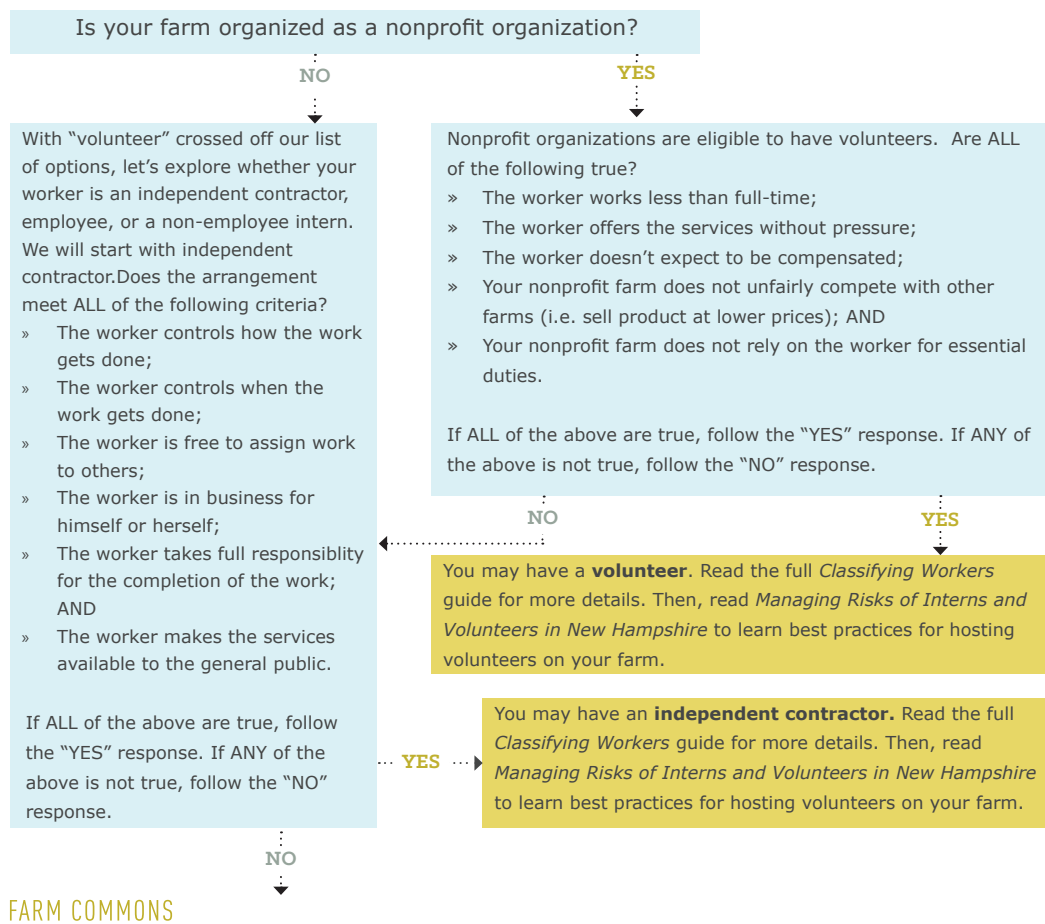 Is your farm organized as a nonprofit organization?
NO
YES
With “volunteer” crossed off our list
of options, let’s explore whether your
worker is an independent contractor,
employee, or a non-employee intern.
We will start with independent
contractor.Does the arrangement
meet ALL of the following criteria?
» The worker controls how the work
gets done;
» The worker controls when the
work gets done;
» The worker is free to assign work
to others;
» The worker is in business for
himself or herself;
» The worker takes full responsiblity
for the completion of the work;
AND
» The worker makes the services
available to the general public.
If ALL of the above are true, follow
the “YES” response. If ANY of the
above is not true, follow the “NO”
response.
Nonprofit organizations are eligible to have volunteers. Are ALL
of the following true?
» The worker works less than full-time;
» The worker offers the services without pressure;
» The worker doesn’t expect to be compensated;
» Your nonprofit farm does not unfairly compete with other
farms (i.e. sell product at lower prices); AND
» Your nonprofit farm does not rely on the worker for essential
duties.
If ALL of the above are true, follow the “YES” response. If ANY of
the above is not true, follow the “NO” response.
NO
YES
You may have a volunteer. Read the full Classifying Workers
guide for more details. Then, read Managing Risks of Interns and
Volunteers in New Hampshire to learn best practices for hosting
volunteers on your farm.
YES
You may have an independent contractor. Read the full
Classifying Workers guide for more details. Then, read
Managing Risks of Interns and Volunteers in New Hampshire
to learn best practices for hosting volunteers on your farm.
NO
FARM COMMONS